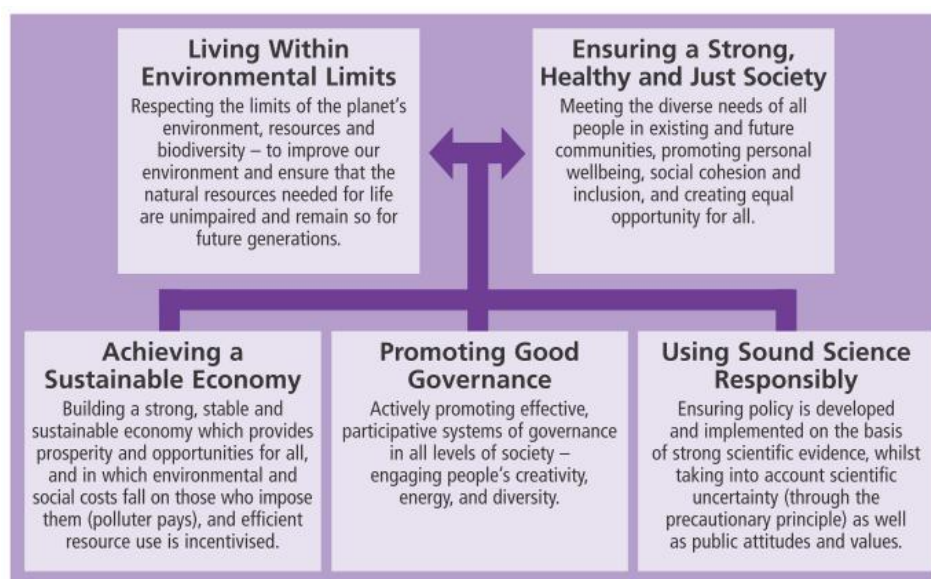 Living Within
Environmental Limits
Respecting the limits of the planet's
environment, resources and
biodiversity – to improve our
environment and ensure that the
natural resources needed for life
are unimpaired and remain so for
future generations.
Ensuring a Strong,
Healthy and Just Society
Meeting the diverse needs of all
people in existing and future
communities, promoting personal
wellbeing, social cohesion and
inclusion, and creating equal
opportunity for all.
Achieving a
Sustainable Economy
Building a strong, stable and
sustainable economy which provides
prosperity and opportunities for all,
and in which environmental and
social costs fall on those who impose
them (polluter pays), and efficient
resource use is incentivised.
Promoting Good
Governance
Actively promoting effective,
participative systems of governance
in all levels of society –
engaging people's creativity,
energy, and diversity.
Using Sound Science
Responsibly
Ensuring policy is developed
and implemented on the basis
of strong scientific evidence, whilst
taking into account scientific
uncertainty (through the
precautionary principle) as well
as public attitudes and values.